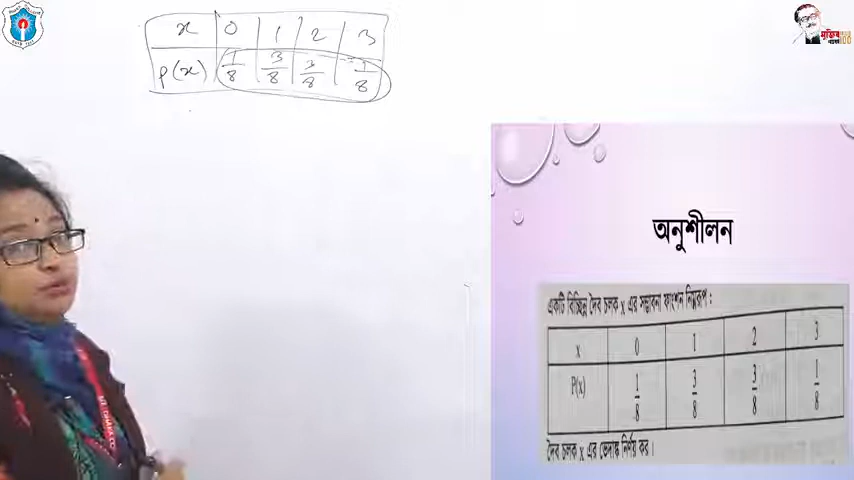 x 0 1 2 3
p(x) 1/8 3/8 3/8 1/8
অনুশীলন
একটি বিচ্ছিন্ন দৈব চলক x এর সম্ভাবনা ফাংশন নিম্নরূপ :
x 0 1 2 3
P(x) 1/8 3/8 3/8 1/8
দৈব চলক x এর ভেদাঙ্ক নির্ণয় কর।